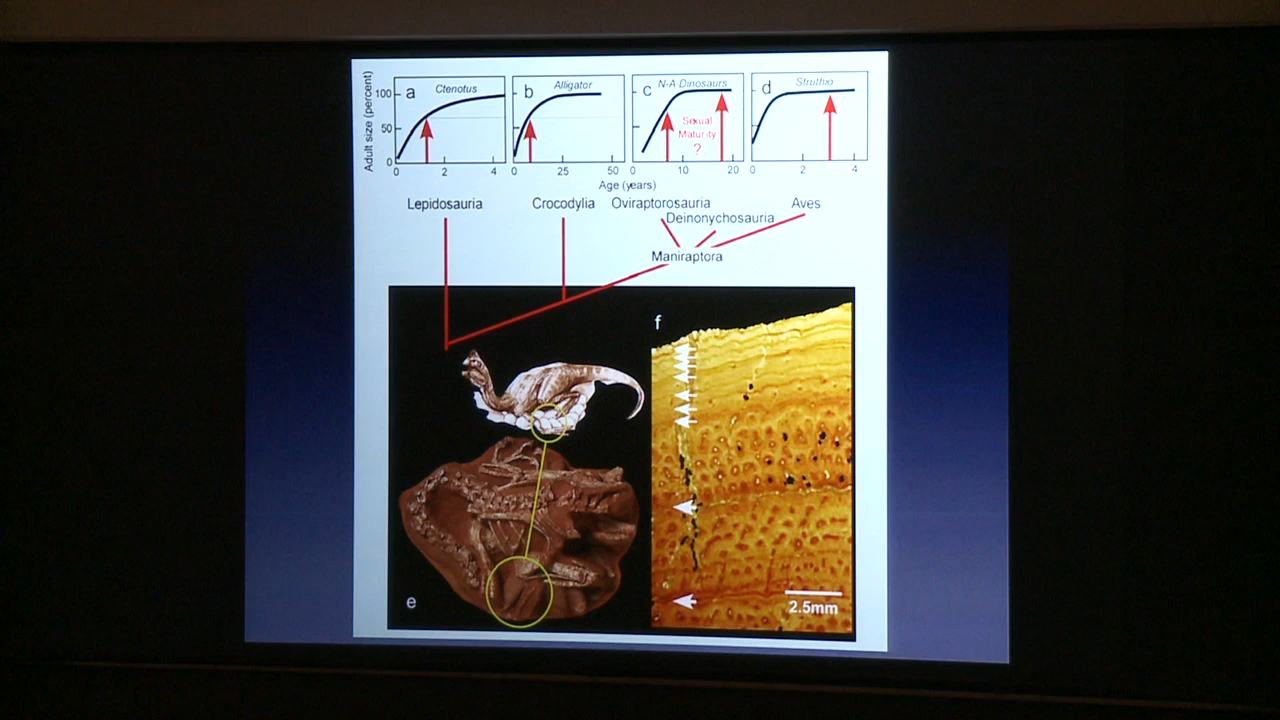 Adult size (percent)
100
50
0
a
Ctenotus
0
2
4
b
Alligator
0
25
50
c
N-A Dinosaurs
Sexual
Maturity
?
0
10
20
d
Struthio
0
2
4
Age (years)
Lepidosauria
Crocodylia
Oviraptorosauria
Deinonychosauria
Aves
Maniraptora
e
f
2.5mm